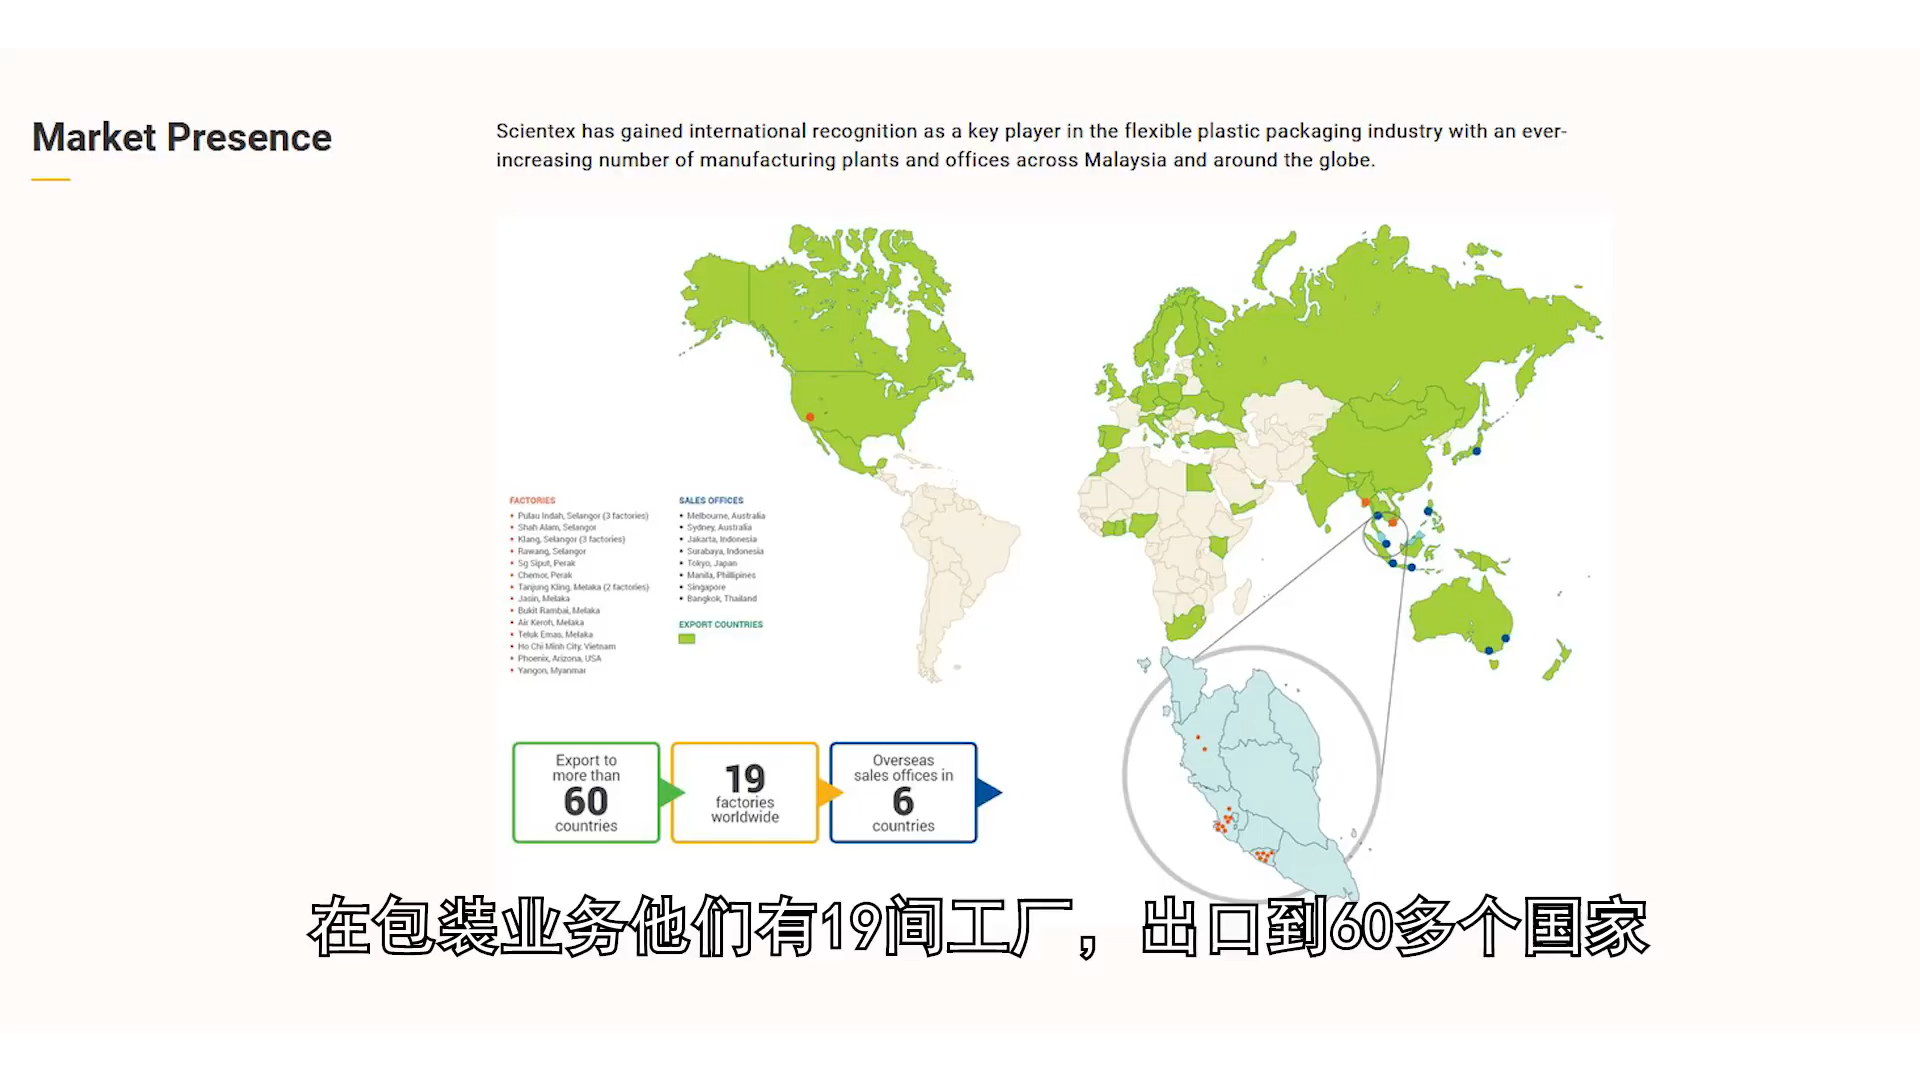 Market Presence
Scientex has gained international recognition as a key player in the flexible plastic packaging industry with an ever-
increasing number of manufacturing plants and offices across Malaysia and around the globe.
FACTORIES
• Pulau Indah, Selangor (3 factories)
• Shah Alam, Selangor
• Klang, Selangor (3 factories)
• Rawang, Selangor
• Sg Siput, Perak
• Chemor, Perak
• Tanjung Kling, Melaka (2 factories)
• Jasin, Melaka
• Bukit Rambai, Melaka
• Air Keroh, Melaka
• Teluk Emas, Melaka
• Ho Chi Minh City, Vietnam
• Phoenix, Arizona, USA
• Yangon, Myanmar
SALES OFFICES
• Melbourne, Australia
• Sydney, Australia
• Jakarta, Indonesia
• Surabaya, Indonesia
• Tokyo, Japan
• Manila, Phillipines
• Singapore
• Bangkok, Thailand
EXPORT COUNTRIES
Export to
more than
60
countries
19
factories
worldwide
Overseas
sales offices in
6
countries
在包装业务他们有19间工厂，出口到60多个国家